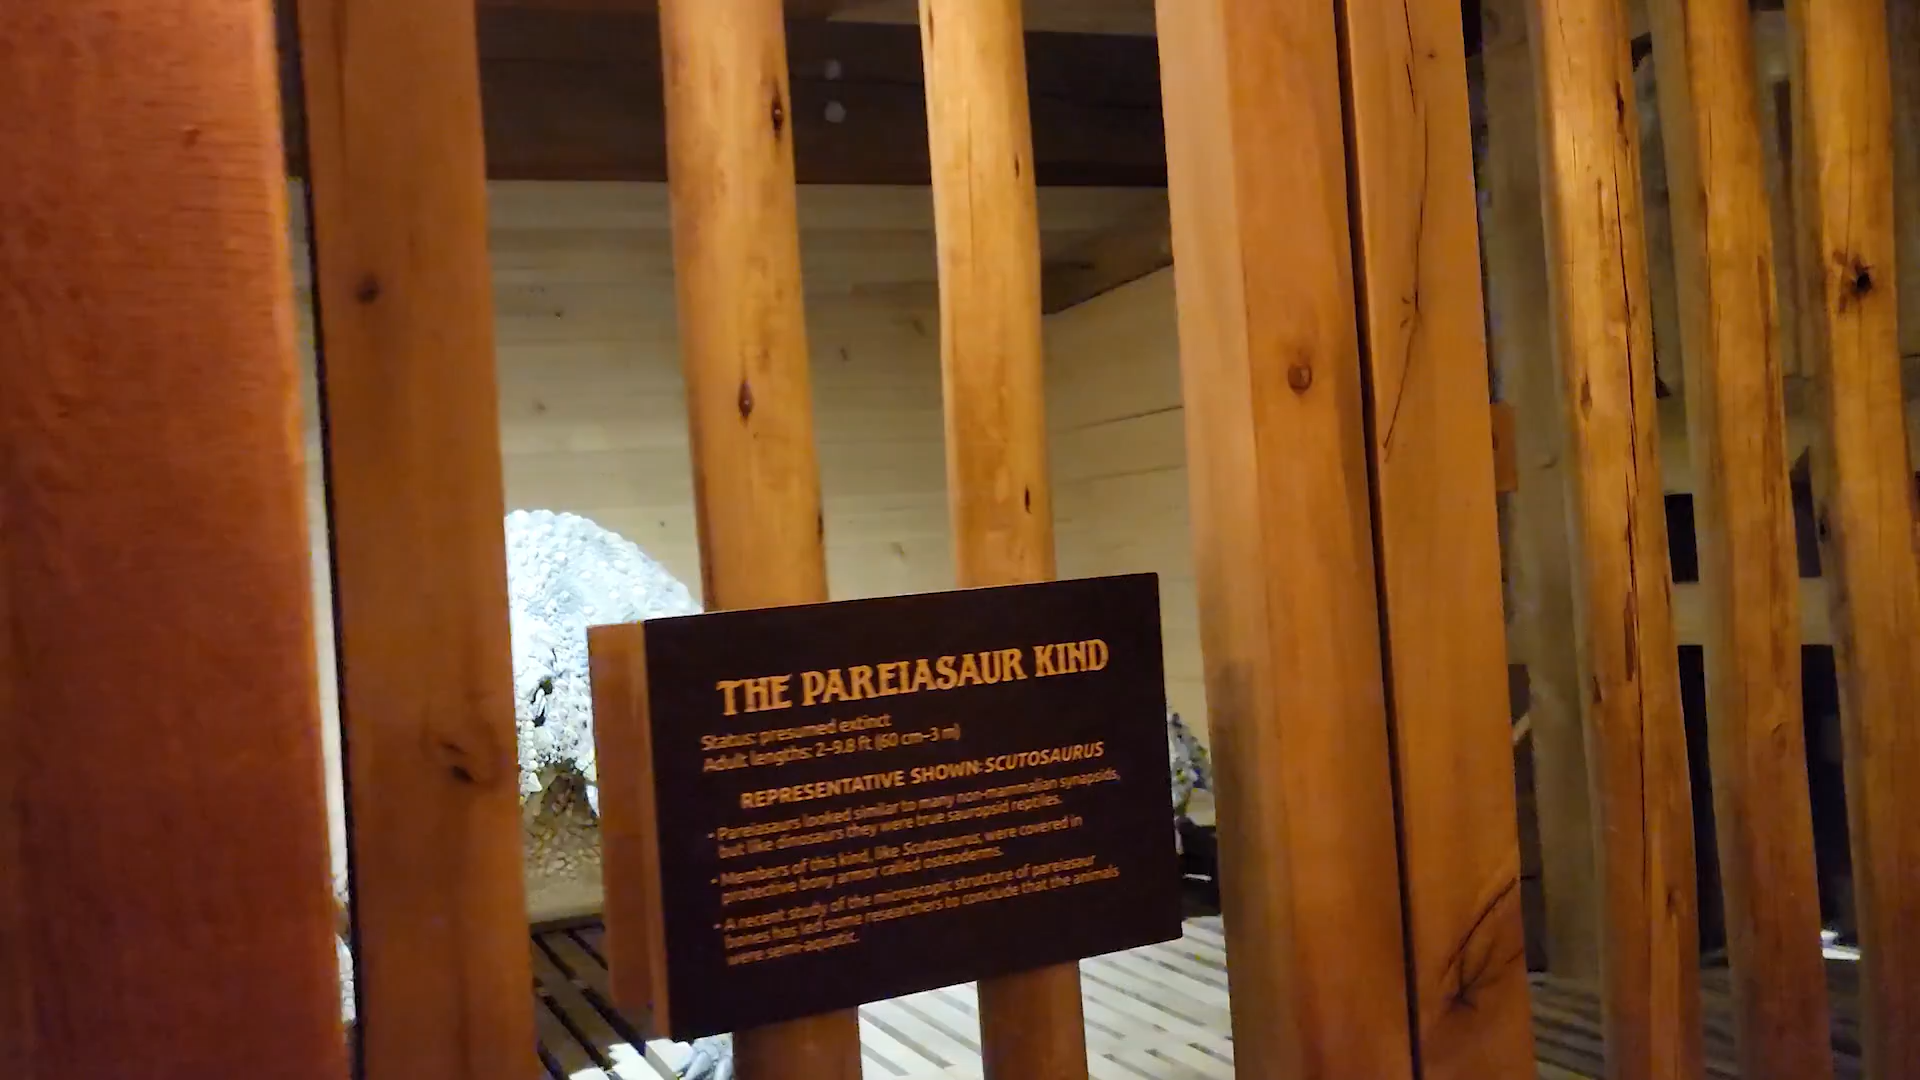 THE PAREIASAUR KIND
Status: presumed extinct
Adult lengths: 2–9.8 ft (60 cm–3 m)
REPRESENTATIVE SHOWN: SCUTOSAURUS
- Pareiasaurs looked similar to many non-mammalian synapsids,
but like dinosaurs they were true sauropsid reptiles.
- Members of this kind, like Scutosaurus, were covered in
protective bony armor called osteoderms.
- A recent study of the microscopic structure of pareiasaur
bones has led some researchers to conclude that the animals
were semi-aquatic.